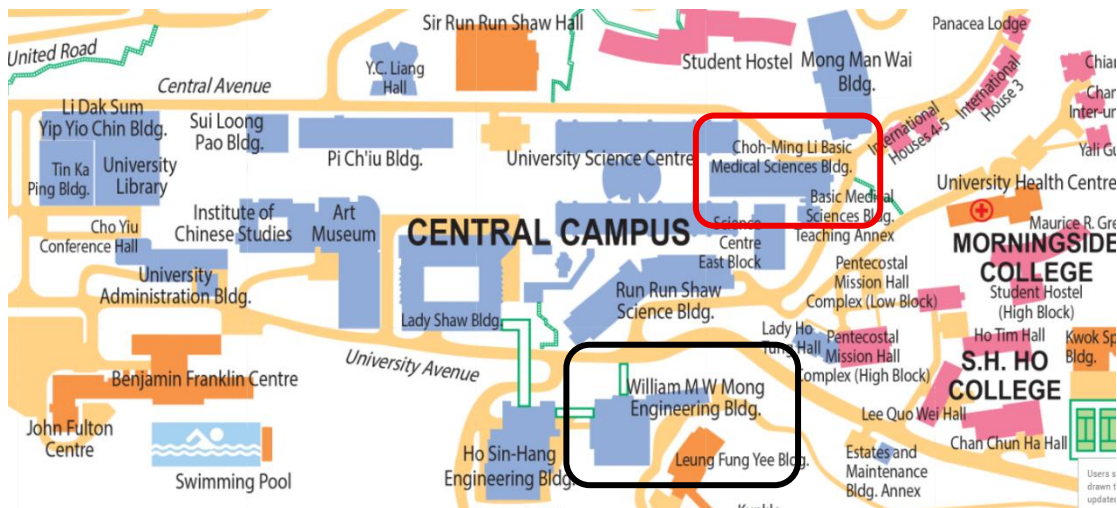 United Road
Sir Run Run Shaw Hall
Y.C. Liang
Hall
Central Avenue
Student Hostel
Mong Man Wai
Bldg.
Panacea Lodge
International
House 3
International
Houses 4-5
Li Dak Sum
Yip Yio Chin Bldg.
Tin Ka
Ping Bldg.
University
Library
Sui Loong
Pao Bldg.
Pi Ch'iu Bldg.
University Science Centre
Choh-Ming Li Basic
Medical Sciences Bldg.
Basic Medical
Sciences Bldg.
Teaching Annex
University Health Centre
Cho Yiu
Conference Hall
Institute of
Chinese Studies
Art
Museum
CENTRAL CAMPUS
Science
Centre
East Block
MORNINGSIDE
COLLEGE
Student Hostel
(High Block)
University
Administration Bldg.
Lady Shaw Bldg.
Run Run Shaw
Science Bldg.
Pentecostal
Mission Hall
Complex (Low Block)
Lady Ho
Tung Hall
Pentecostal
Mission Hall
Complex (High Block)
Ho Tim Hall
S.H. HO
COLLEGE
Bldg.
University Avenue
Benjamin Franklin Centre
John Fulton
Centre
Swimming Pool
Ho Sin-Hang
Engineering Bldg.
William M W Mong
Engineering Bldg.
Leung Fung Yee Bldg.
Lee Quo Wei Hall
Chan Chun Ha Hall
Estates and
Maintenance
Bldg. Annex
Users
drawn